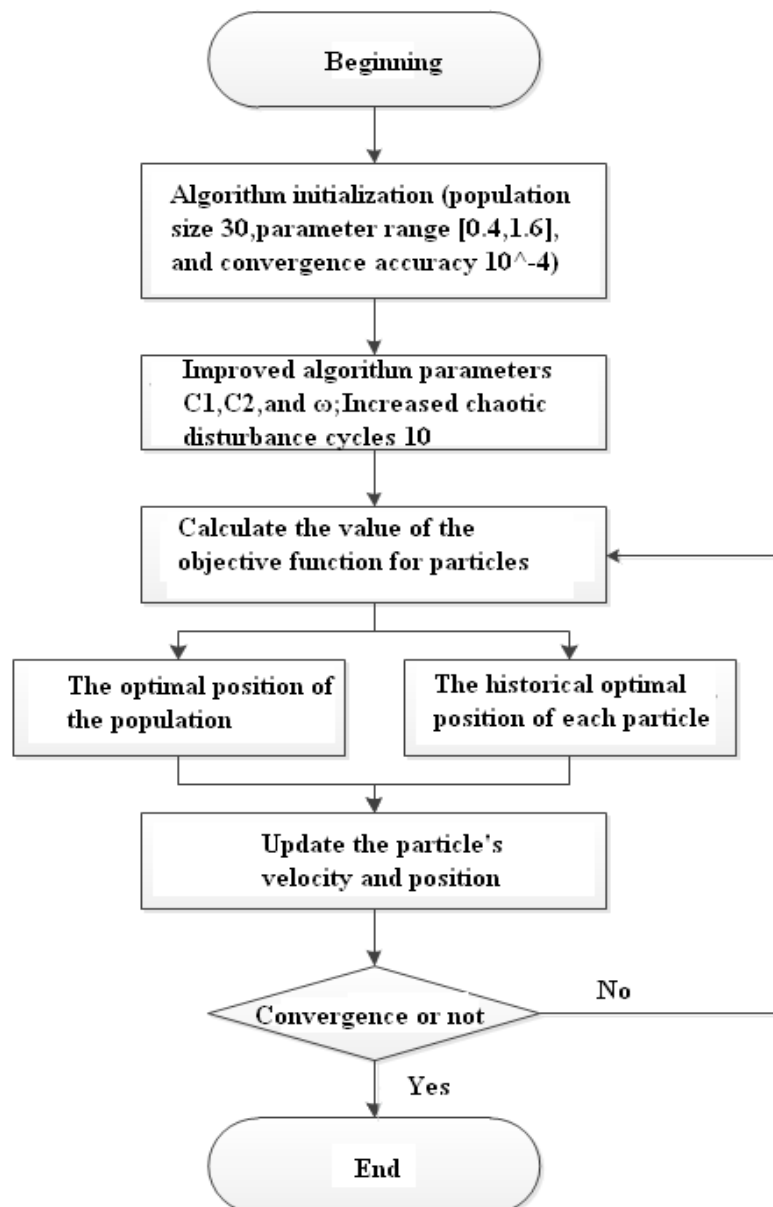 Beginning
Algorithm initialization (population
size 30,parameter range [0.4,1.6],
and convergence accuracy 10^-4)
Improved algorithm parameters
C1,C2,and ω;Increased chaotic
disturbance cycles 10
Calculate the value of the
objective function for particles
The optimal position of
the population
The historical optimal
position of each particle
Update the particle's
velocity and position
Convergence or not
No
Yes
End